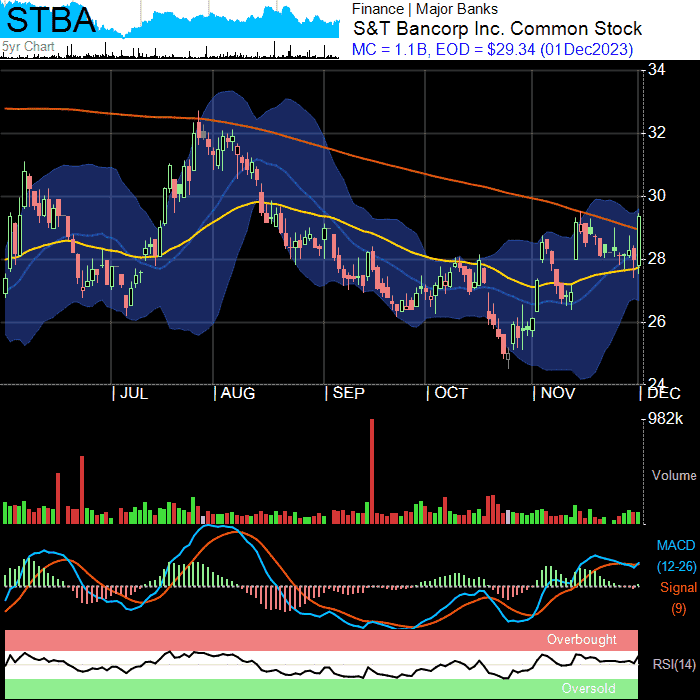 STBA
5yr Chart
Finance | Major Banks
S&T Bancorp Inc. Common Stock
MC = 1.1B, EOD = $29.34 (01Dec2023)
34
32
30
28
26
24
JUL AUG SEP OCT NOV DEC
982k
Volume
MACD
(12-26)
Signal
(9)
Overbought
RSI(14)
Oversold